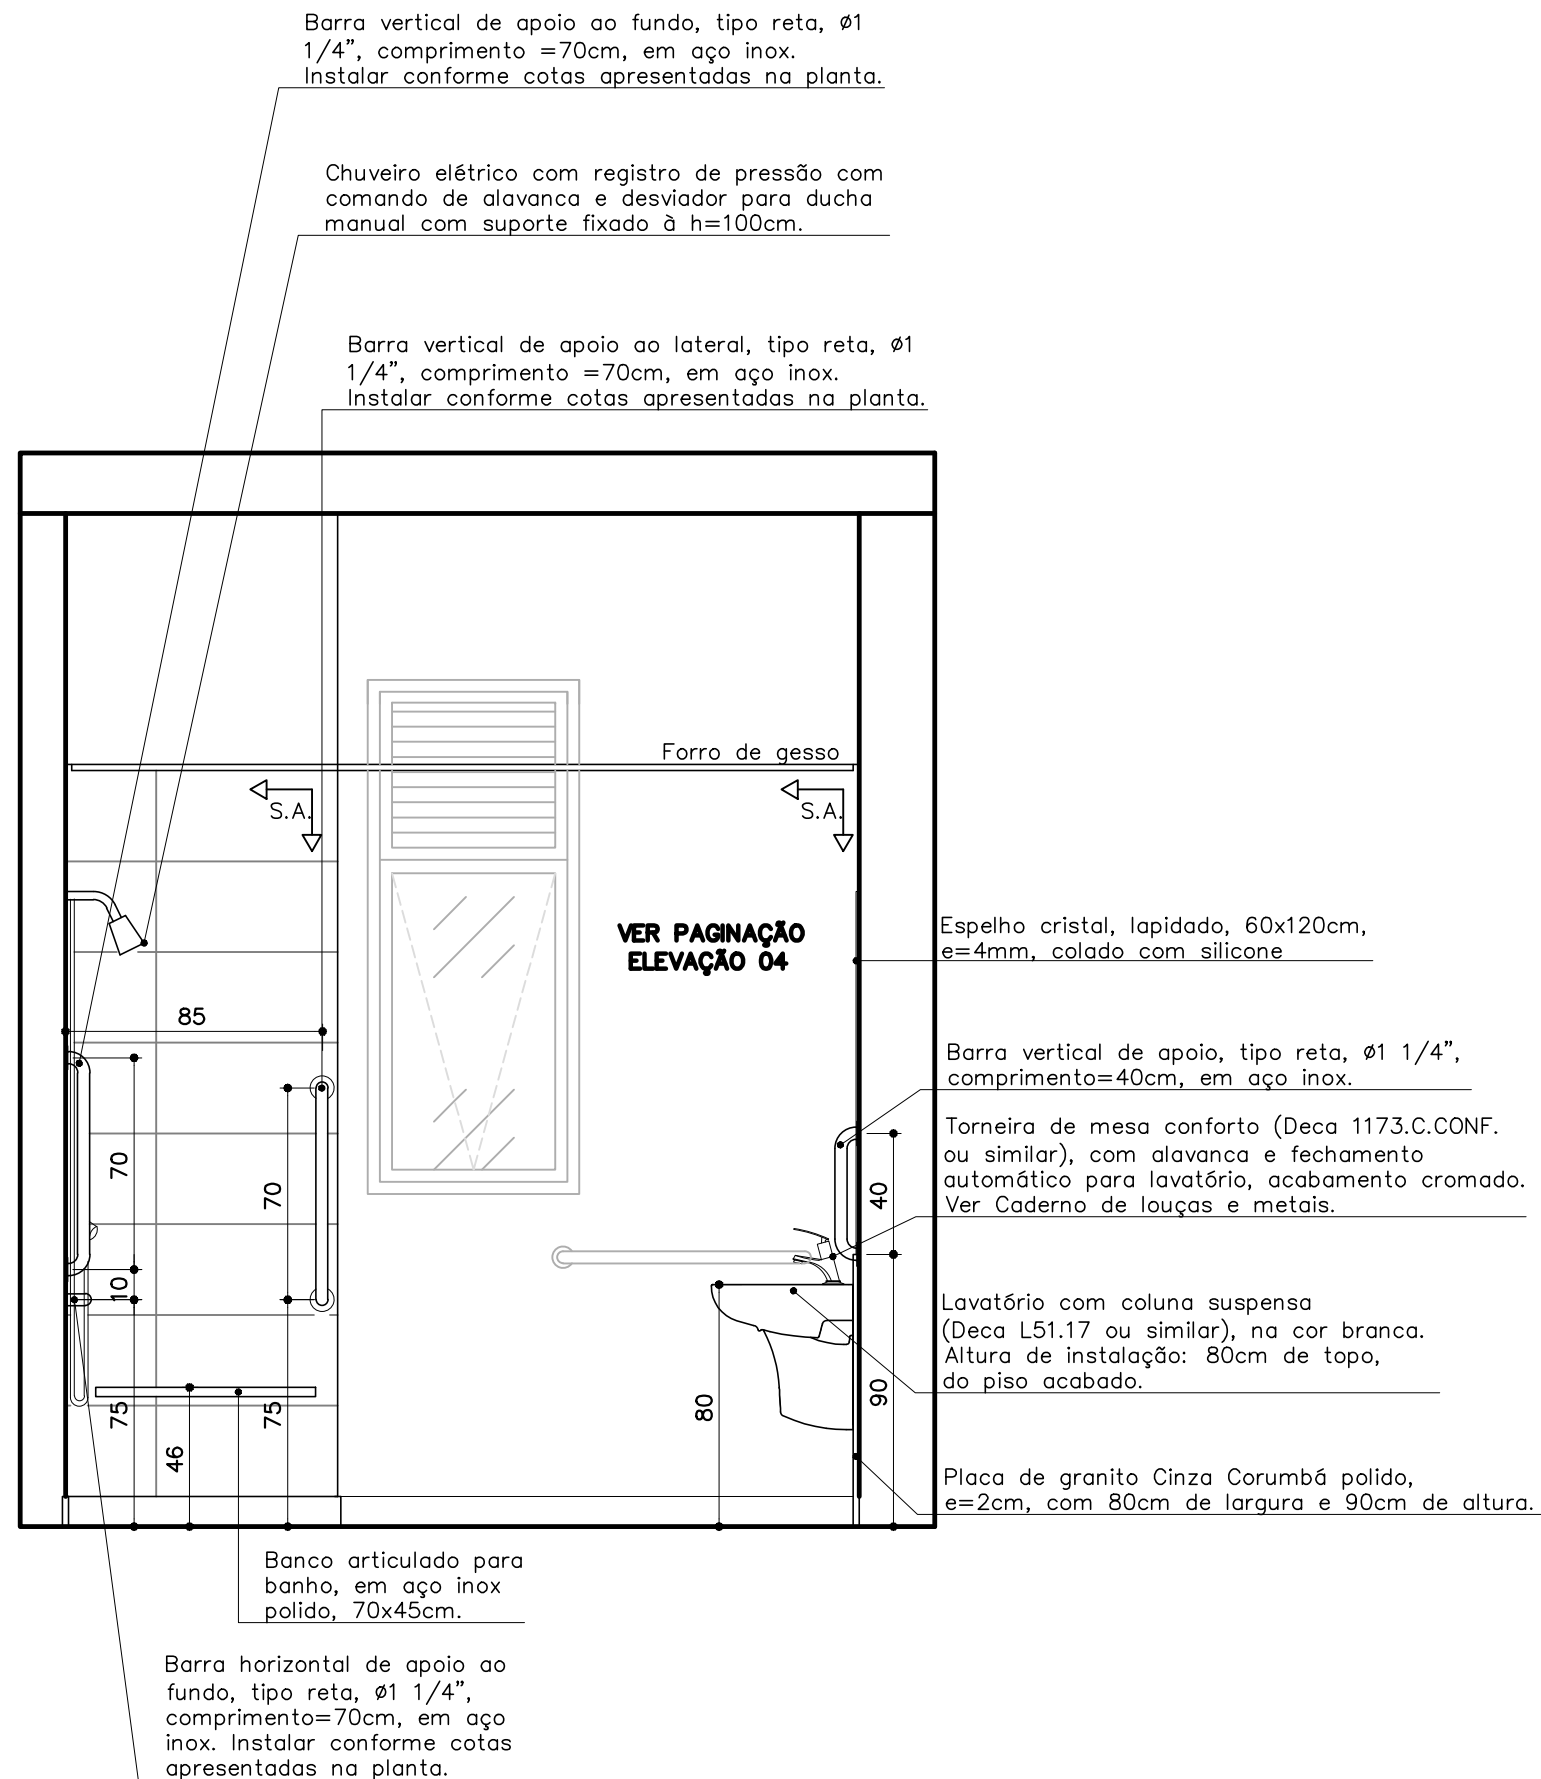 Barra vertical de apoio ao fundo, tipo reta, ø1
1/4”, comprimento =70cm, em aço inox.
Instalar conforme cotas apresentadas na planta.
Chuveiro elétrico com registro de pressão com
comando de alavanca e desviador para ducha
manual com suporte fixado à h=100cm.
Barra vertical de apoio ao lateral, tipo reta, ø1
1/4”, comprimento =70cm, em aço inox.
Instalar conforme cotas apresentadas na planta.
Forro de gesso
S.A.
S.A.
VER PAGINAÇÃO
ELEVAÇÃO 04
Espelho cristal, lapidado, 60x120cm,
e=4mm, colado com silicone
85
Barra vertical de apoio, tipo reta, ø1 1/4”,
comprimento=40cm, em aço inox.
Torneira de mesa conforto (Deca 1173.C.CONF.
ou similar), com alavanca e fechamento
automático para lavatório, acabamento cromado.
Ver Caderno de louças e metais.
70
70
40
10
Lavatório com coluna suspensa
(Deca L51.17 ou similar), na cor branca.
Altura de instalação: 80cm de topo,
do piso acabado.
75
75
80
90
46
Placa de granito Cinza Corumbá polido,
e=2cm, com 80cm de largura e 90cm de altura.
Banco articulado para
banho, em aço inox
polido, 70x45cm.
Barra horizontal de apoio ao
fundo, tipo reta, ø1 1/4”,
comprimento=70cm, em aço
inox. Instalar conforme cotas
apresentadas na planta.